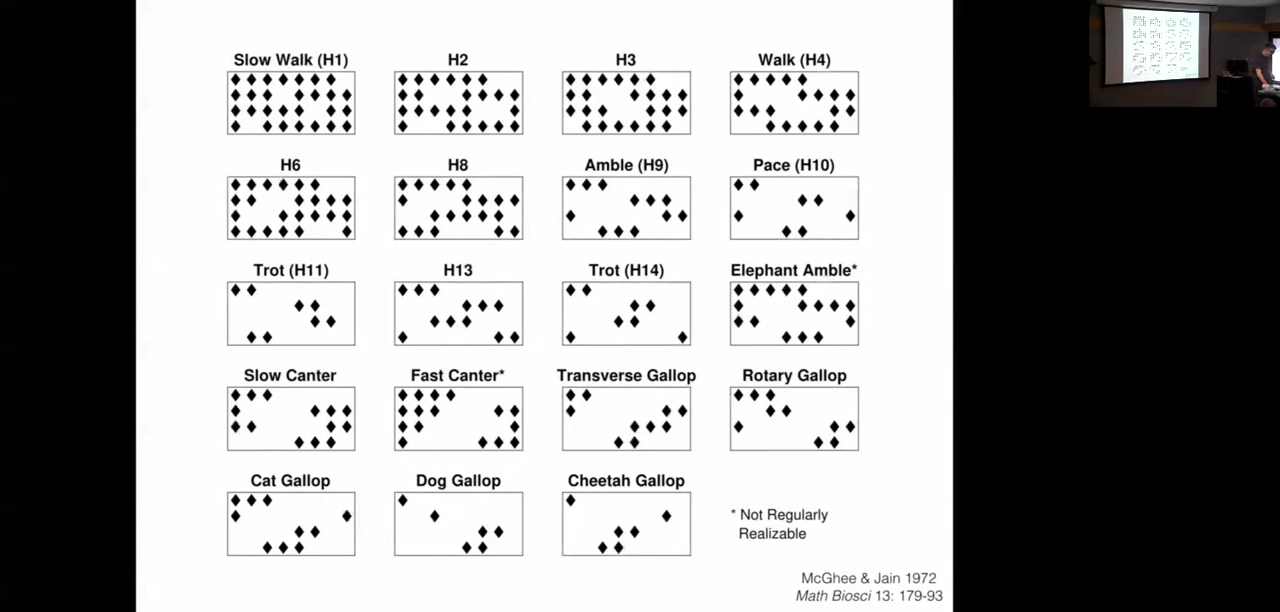 Slow Walk (H1) H2 H3 Walk (H4)
H6 H8 Amble (H9) Pace (H10)
Trot (H11) H13 Trot (H14) Elephant Amble*
Slow Canter Fast Canter* Transverse Gallop Rotary Gallop
Cat Gallop Dog Gallop Cheetah Gallop
* Not Regularly
Realizable
McGhee & Jain 1972
Math Biosci 13: 179-93